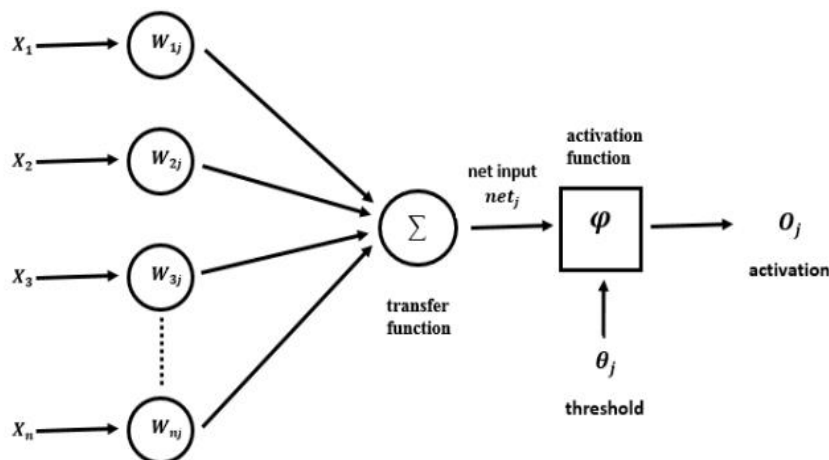 X₁
W₁ⱼ
X₂
W₂ⱼ
X₃
W₃ⱼ
Xₙ
Wₙⱼ
∑
transfer
function
net input
netⱼ
activation
function
φ
θⱼ
threshold
Oⱼ
activation